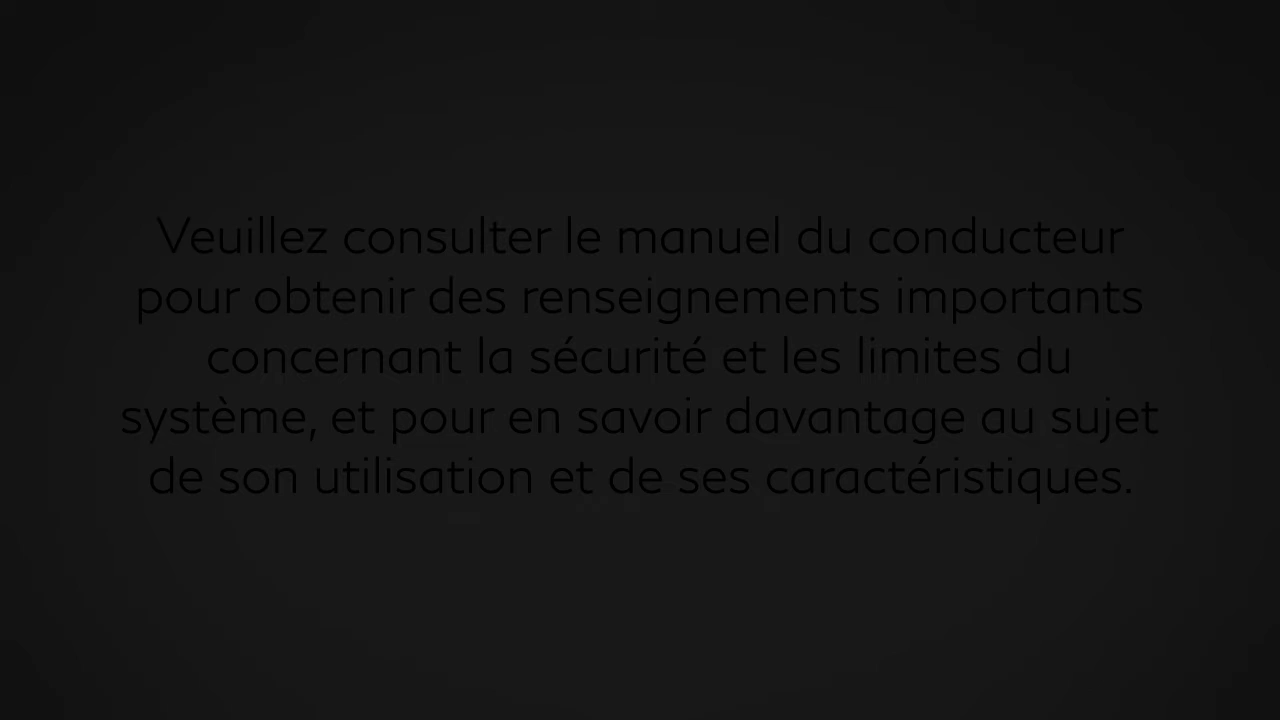 Veuillez consulter le manuel du conducteur
pour obtenir des renseignements importants
concernant la sécurité et les limites du
système, et pour en savoir davantage au sujet
de son utilisation et de ses caractéristiques.